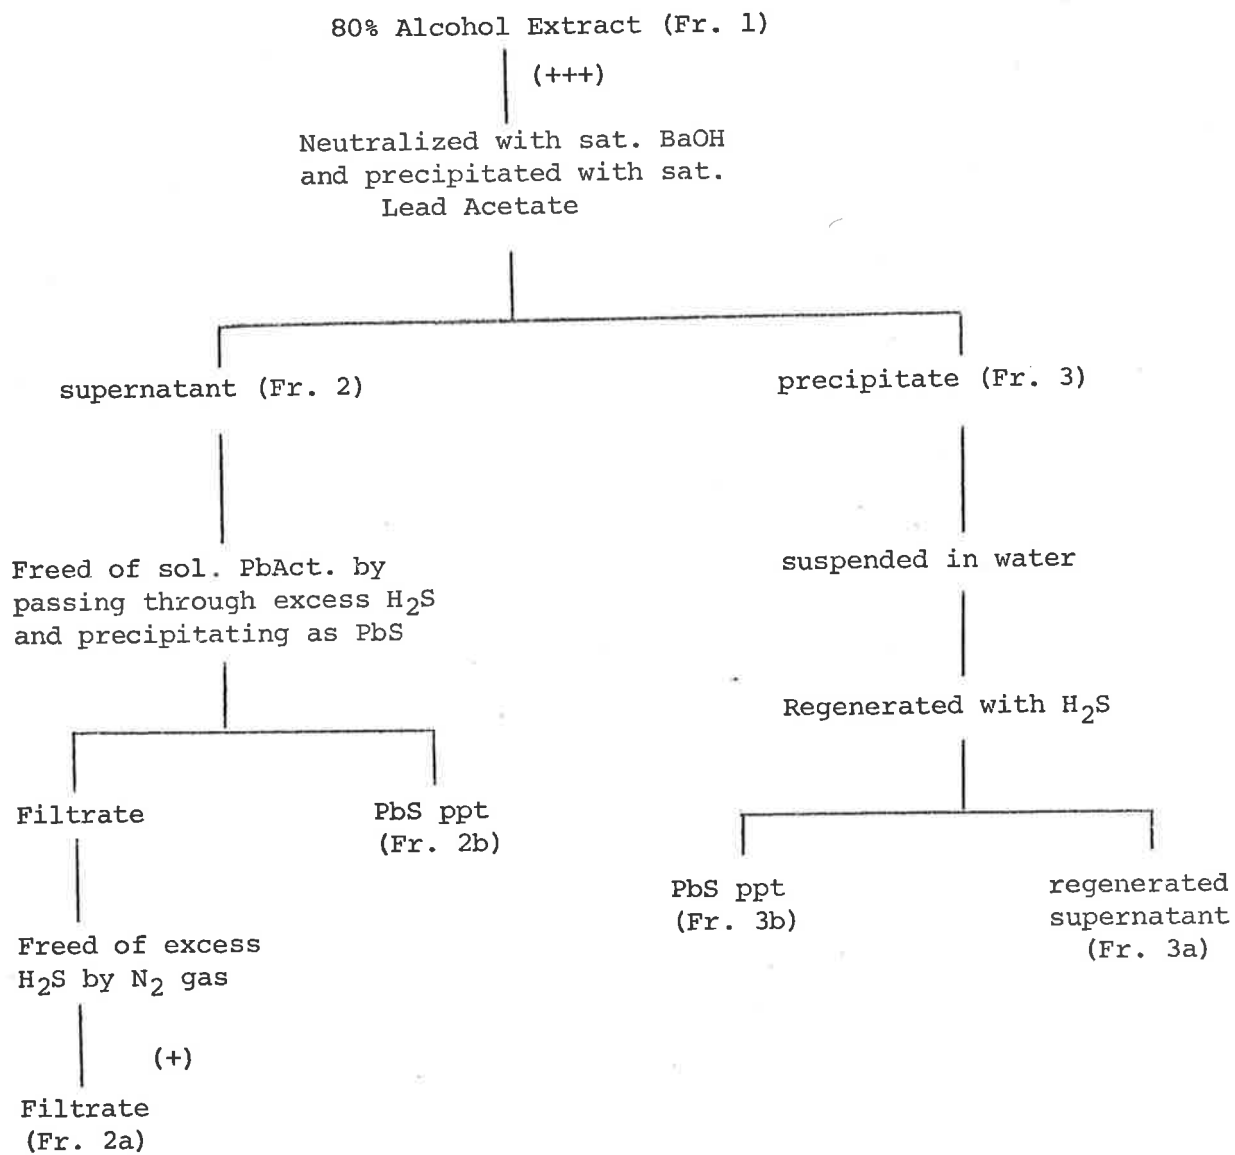 80% Alcohol Extract (Fr. 1)
(+++)
Neutralized with sat. BaOH
and precipitated with sat.
Lead Acetate
supernatant (Fr. 2)
precipitate (Fr. 3)
Freed of sol. PbAct. by
passing through excess H₂S
and precipitating as PbS
suspended in water
Regenerated with H₂S
Filtrate
PbS ppt
(Fr. 2b)
PbS ppt
(Fr. 3b)
regenerated
supernatant
(Fr. 3a)
Freed of excess
H₂S by N₂ gas
(+)
Filtrate
(Fr. 2a)